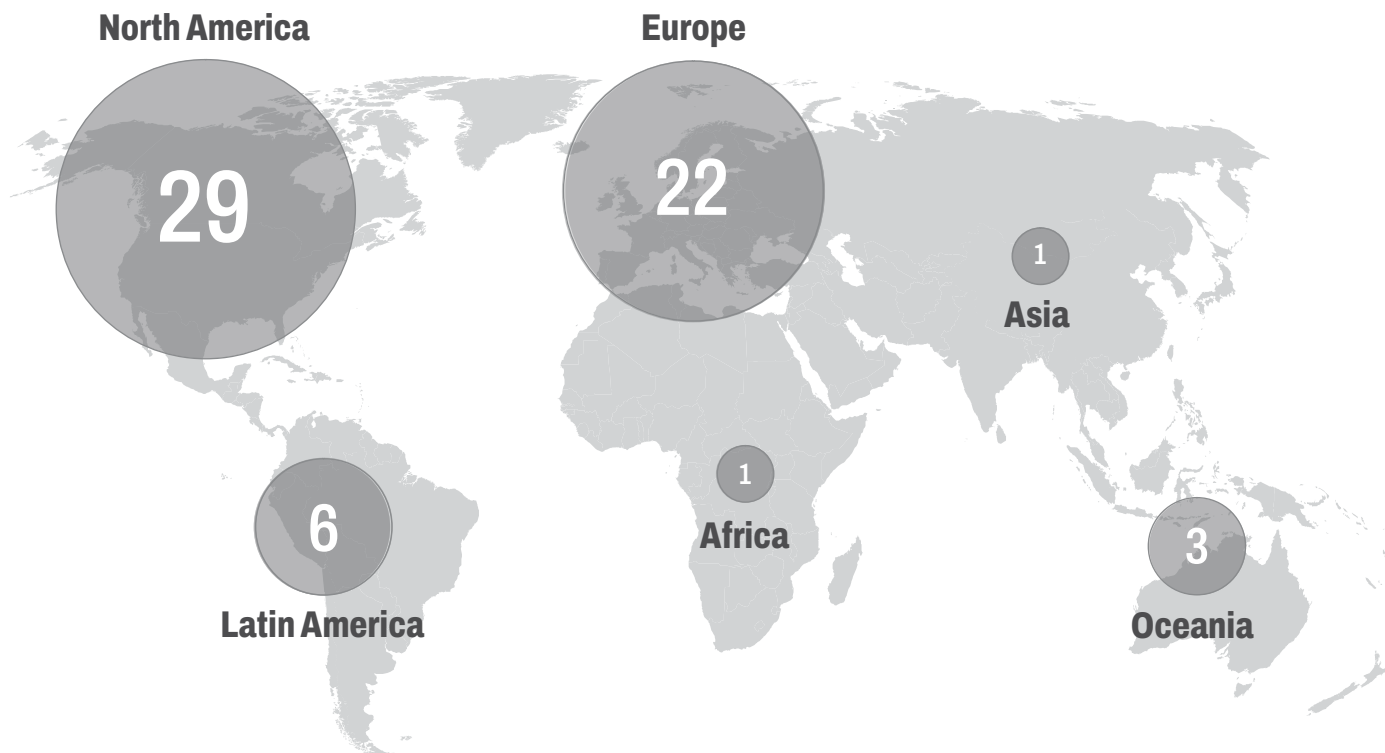 North America
Europe
29
22
1
Asia
1
Africa
6
Latin America
3
Oceania